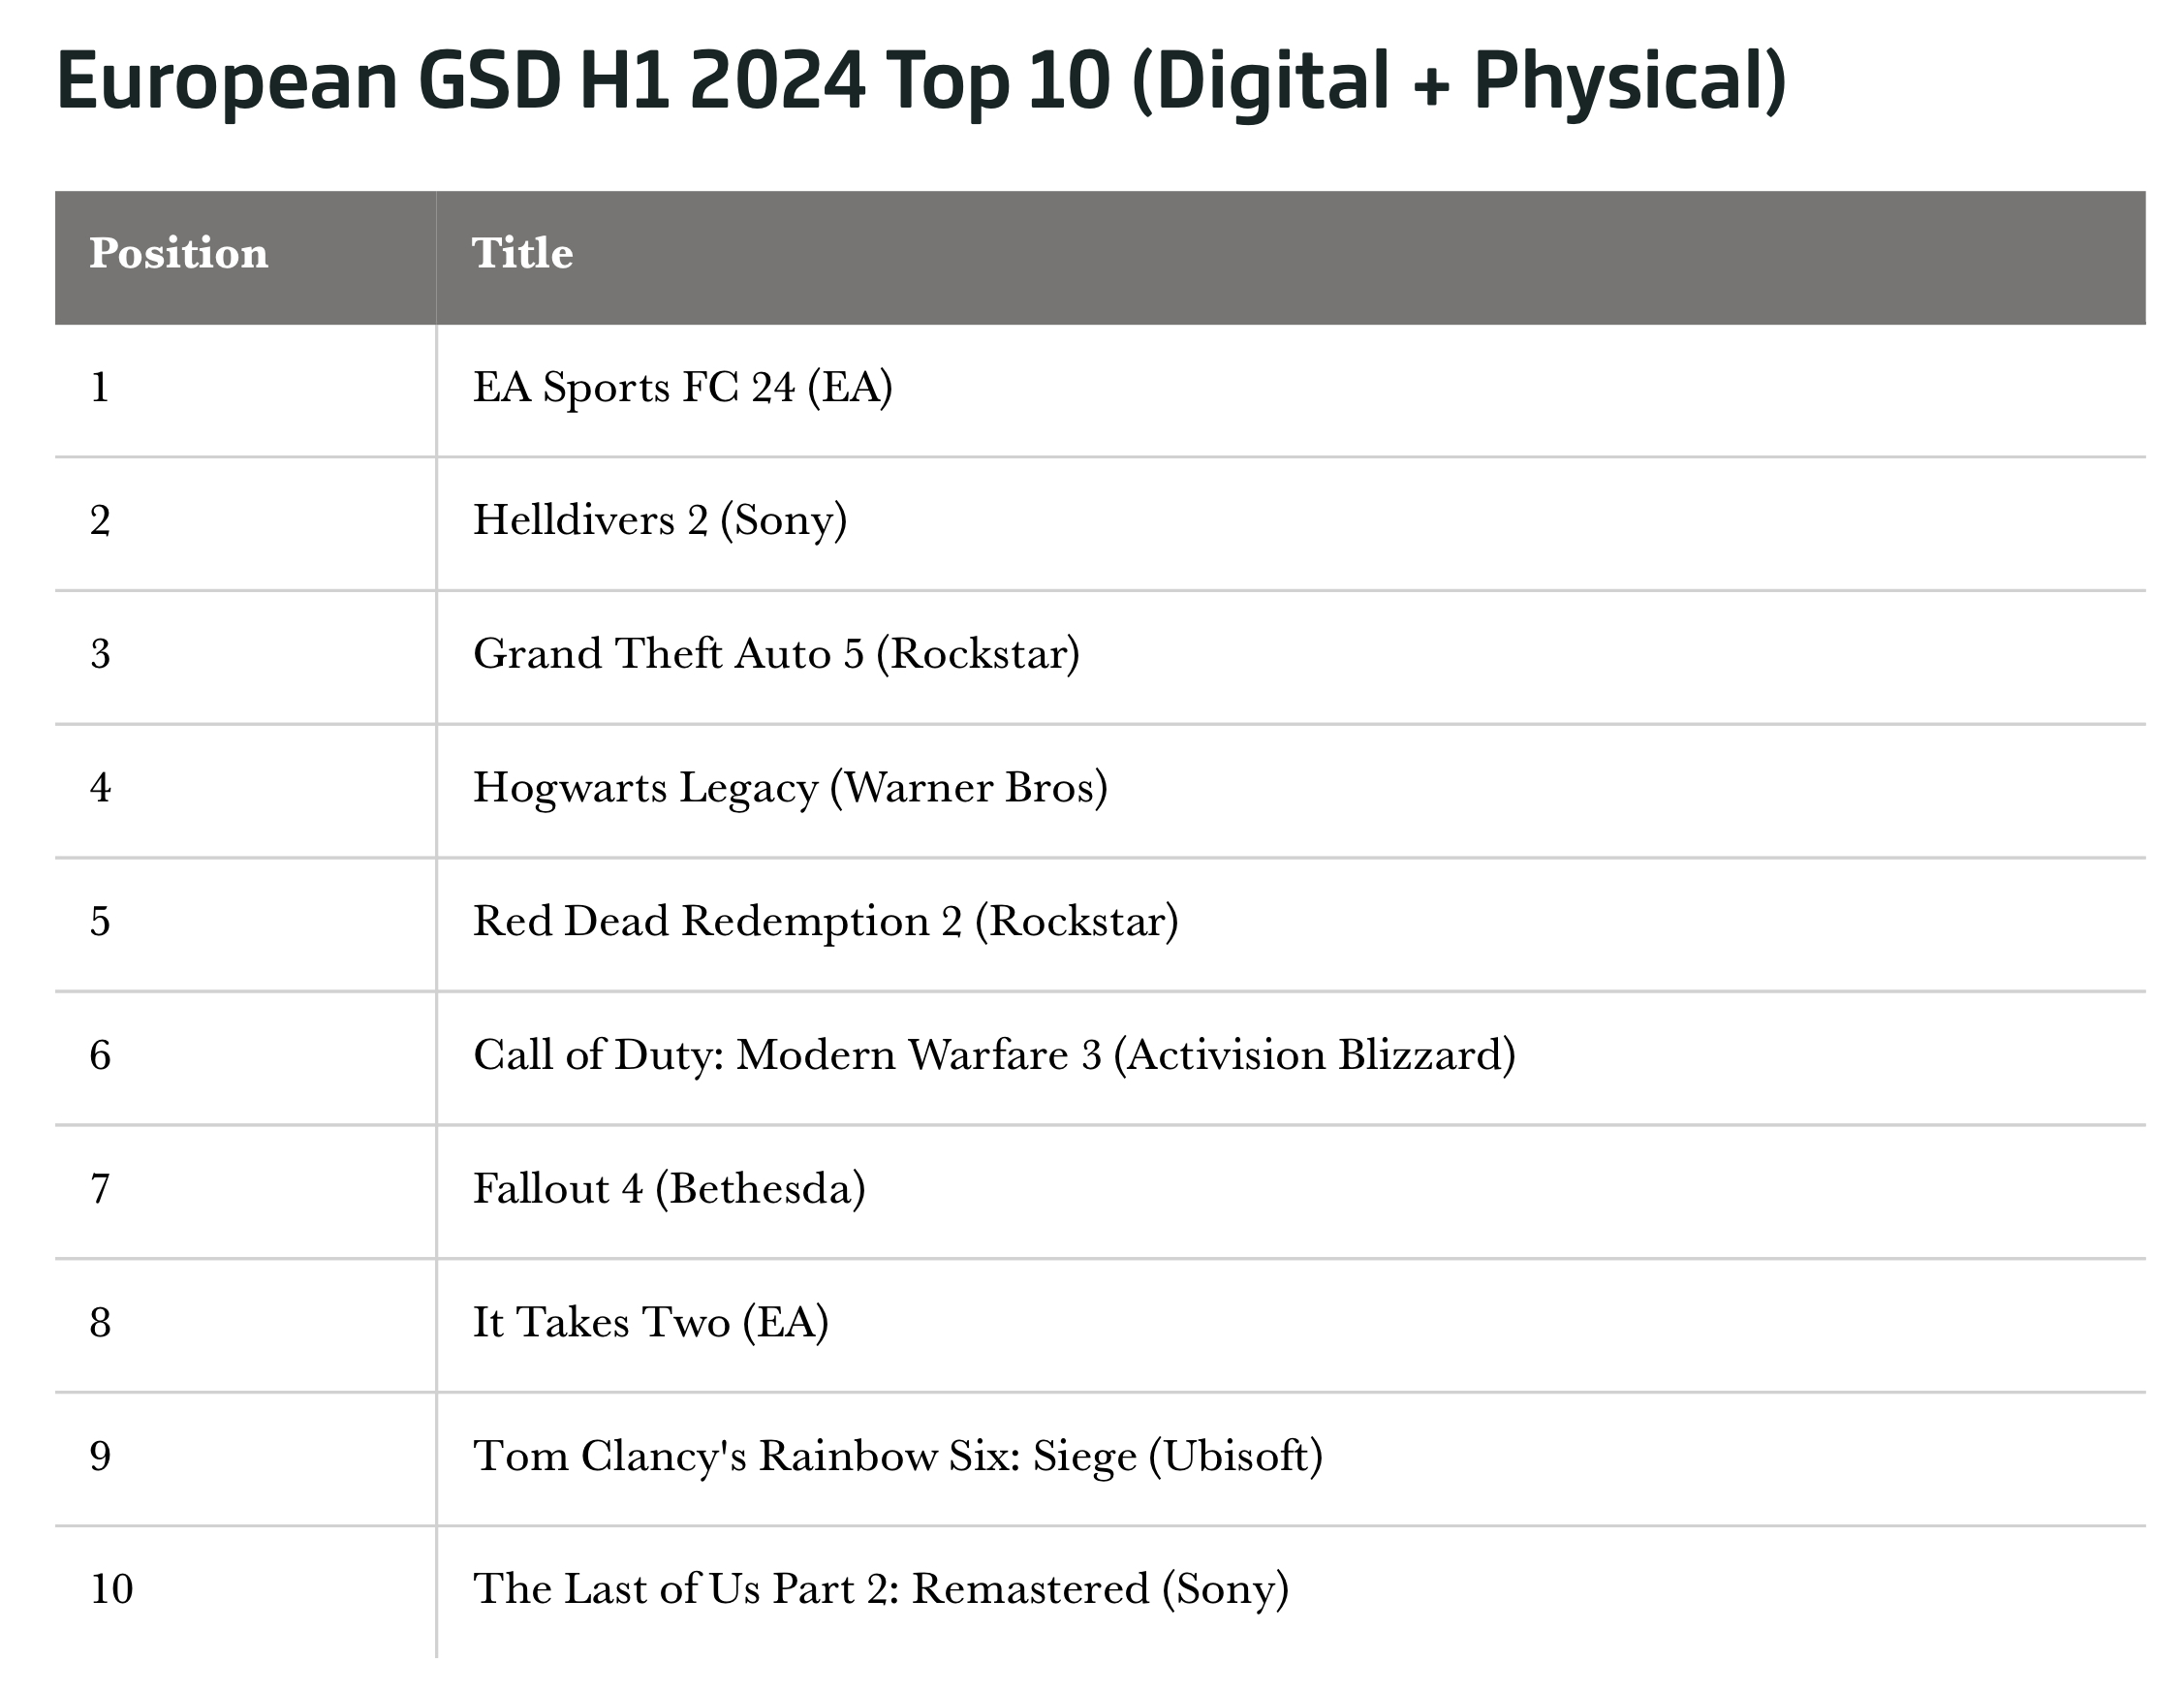 European GSD H1 2024 Top 10 (Digital + Physical)
Position Title
1 EA Sports FC 24 (EA)
2 Helldivers 2 (Sony)
3 Grand Theft Auto 5 (Rockstar)
4 Hogwarts Legacy (Warner Bros)
5 Red Dead Redemption 2 (Rockstar)
6 Call of Duty: Modern Warfare 3 (Activision Blizzard)
7 Fallout 4 (Bethesda)
8 It Takes Two (EA)
9 Tom Clancy's Rainbow Six: Siege (Ubisoft)
10 The Last of Us Part 2: Remastered (Sony)